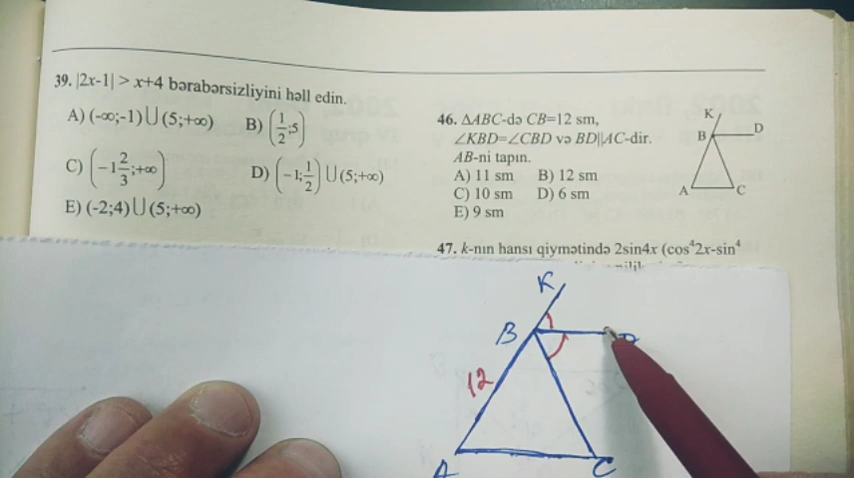 39. |2x-1| > x+4 bərabərsizliyini həll edin.
A) (-∞;-1)⋃(5;+∞) B) (1/2;5)
C) (-1 2/3;+∞) D) (-1;1/2)⋃(5;+∞)
E) (-2;4)⋃(5;+∞)
46. ΔABC-də CB=12 sm,
∠KBD=∠CBD və BD||AC-dir.
AB-ni tapın.
A) 11 sm B) 12 sm
C) 10 sm D) 6 sm
E) 9 sm
K
B D
A C
47. k-nın hansı qiymətində 2sin4x (cos⁴2x-sin⁴
K
B
12
A C